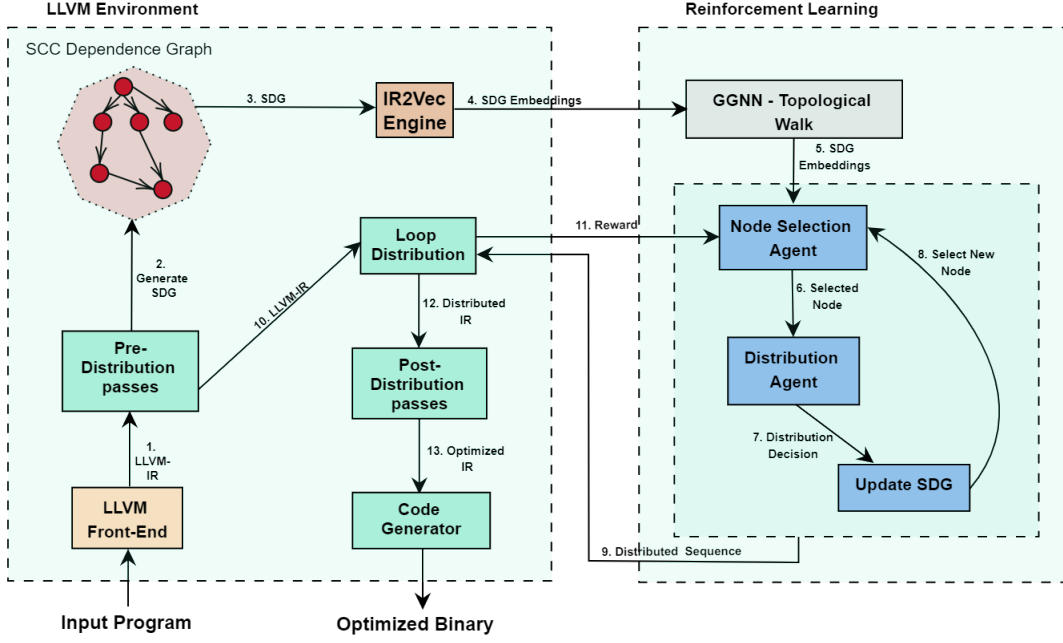 LLVM Environment
Reinforcement Learning
SCC Dependence Graph
3. SDG
IR2Vec
Engine
4. SDG Embeddings
GGNN - Topological
Walk
5. SDG
Embeddings
2.
Generate
SDG
10. LLVM-IR
Loop
Distribution
11. Reward
Node Selection
Agent
8. Select New
Node
12. Distributed
IR
6. Selected
Node
Pre-
Distribution
passes
Post-
Distribution
passes
Distribution
Agent
1.
LLVM-
IR
13. Optimized
IR
7. Distribution
Decision
Update SDG
LLVM
Front-End
Code
Generator
9. Distributed Sequence
Input Program
Optimized Binary